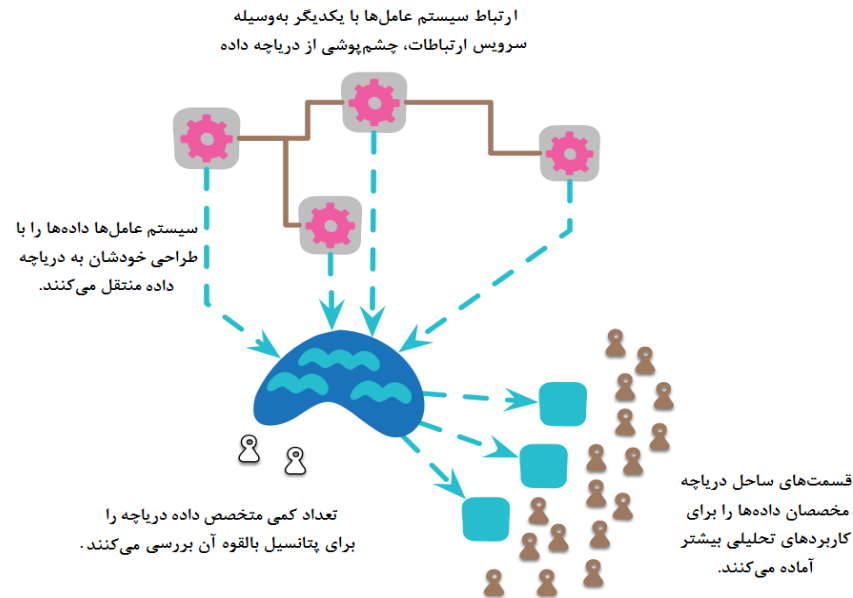 ارتباط سیستم عامل‌ها با یکدیگر به‌وسیله
سرویس ارتباطات، چشم‌پوشی از دریاچه داده
سیستم عامل‌ها داده‌ها را با
طراحی خودشان به دریاچه
داده منتقل می‌کنند.
قسمت‌های ساحل دریاچه
مخصصان داده‌ها را برای
کاربردهای تحلیلی بیشتر
آماده می‌کنند.
تعداد کمی متخصص داده دریاچه را
برای پتانسیل بالقوه آن بررسی می‌کنند.